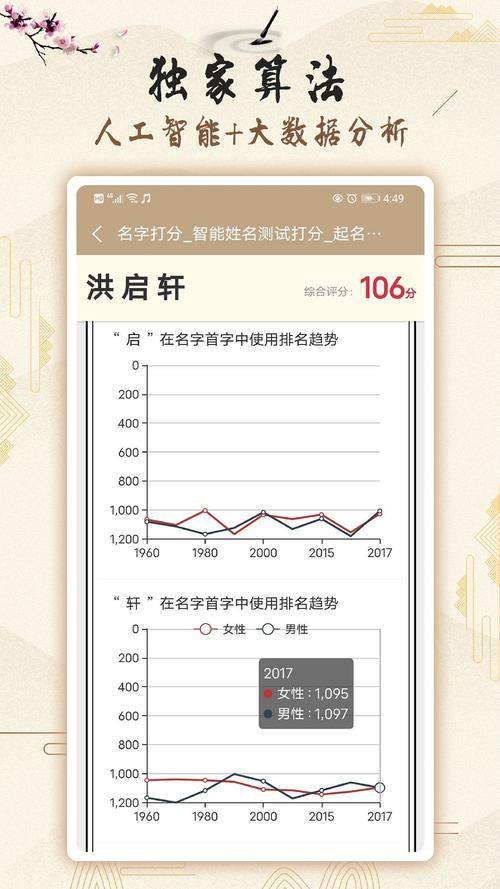 独家算法
人工智能+大数据分析
HD 4G 4:49
名字打分_智能姓名测试打分_起名…
洪启轩 综合评分: 106分
“ 启 ”在名字首字中使用排名趋势
0
200
400
600
800
1,000
1,200
1960 1980 2000 2015 2017
“ 轩 ”在名字首字中使用排名趋势
女性 男性
0
200
400
600
800
1,000
1,200
2017
女性 : 1,095
男性 : 1,097
1960 1980 2000 2015 2017